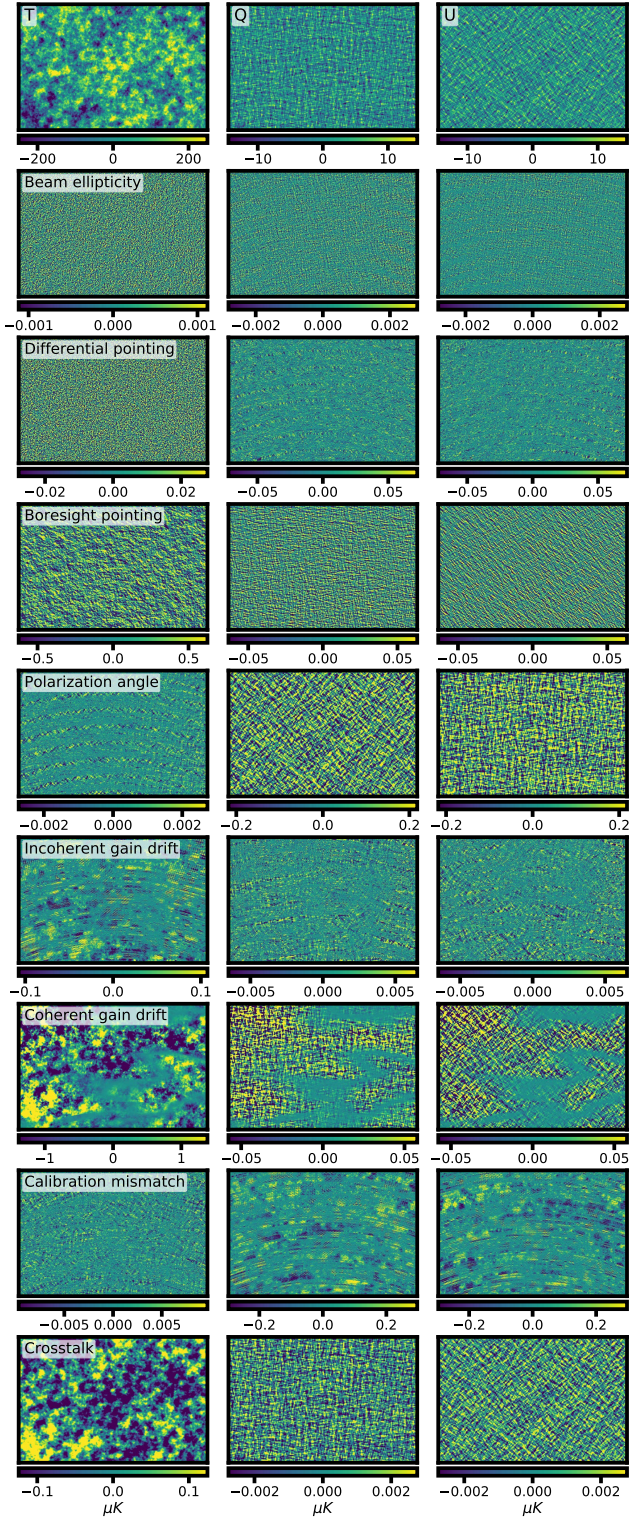 T Q U
−200 0 200 −10 0 10 −10 0 10
Beam ellipticity
−0.001 0.000 0.001 −0.002 0.000 0.002 −0.002 0.000 0.002
Differential pointing
−0.02 0.00 0.02 −0.05 0.00 0.05 −0.05 0.00 0.05
Boresight pointing
−0.5 0.0 0.5 −0.05 0.00 0.05 −0.05 0.00 0.05
Polarization angle
−0.002 0.000 0.002 −0.2 0.0 0.2 −0.2 0.0 0.2
Incoherent gain drift
−0.1 0.0 0.1 −0.005 0.000 0.005 −0.005 0.000 0.005
Coherent gain drift
−1 0 1 −0.05 0.00 0.05 −0.05 0.00 0.05
Calibration mismatch
−0.005 0.000 0.005 −0.2 0.0 0.2 −0.2 0.0 0.2
Crosstalk
−0.1 0.0 0.1 −0.002 0.000 0.002 −0.002 0.000 0.002
μK μK μK